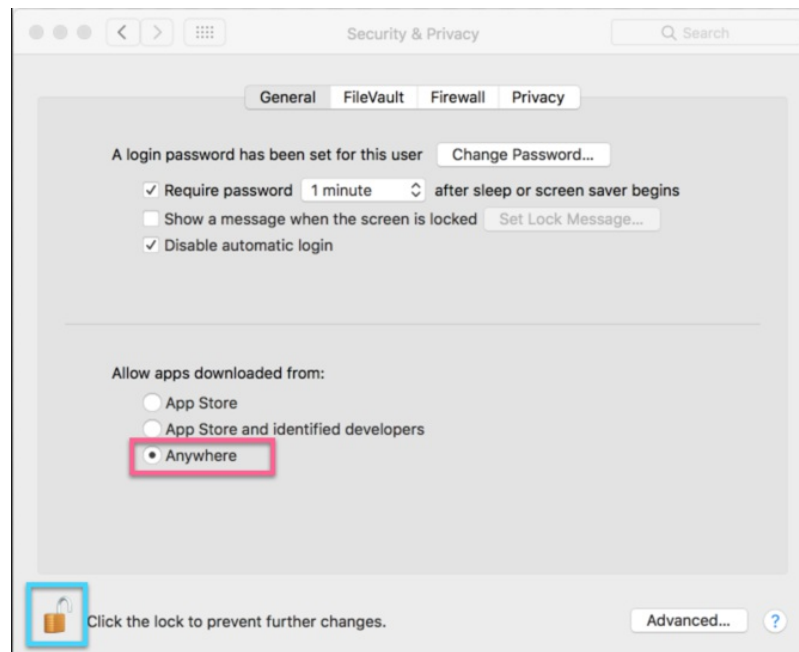 Security & Privacy
Search
General FileVault Firewall Privacy
A login password has been set for this user Change Password...
Require password 1 minute after sleep or screen saver begins
Show a message when the screen is locked Set Lock Message...
Disable automatic login
Allow apps downloaded from:
App Store
App Store and identified developers
Anywhere
Click the lock to prevent further changes. Advanced... ?